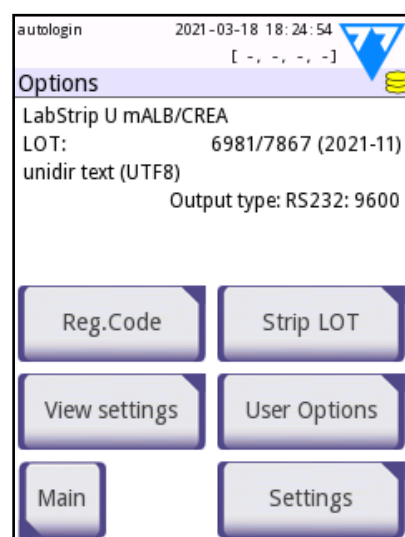 autologin 2021-03-18 18:24:54
[ -, -, -, -]
Options
LabStrip U mALB/CREA
LOT: 6981/7867 (2021-11)
unidir text (UTF8)
Output type: RS232: 9600
Reg.Code Strip LOT
View settings User Options
Main Settings